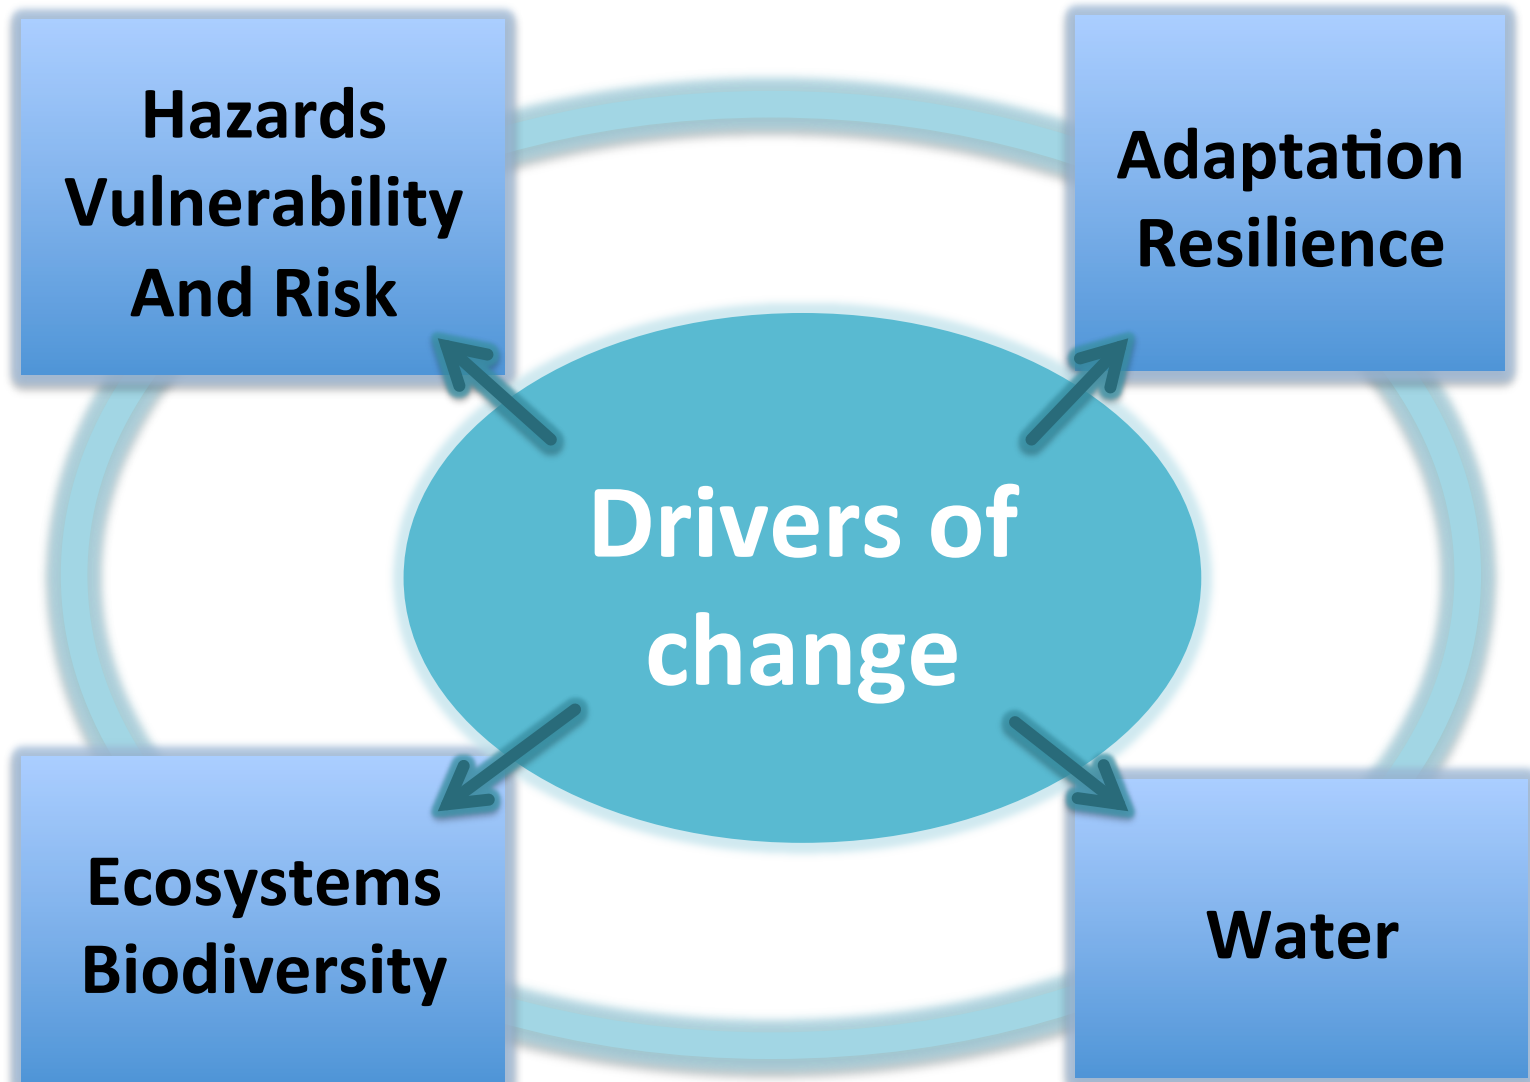 Hazards
Vulnerability
And Risk
Adaptation
Resilience
Drivers of
change
Ecosystems
Biodiversity
Water